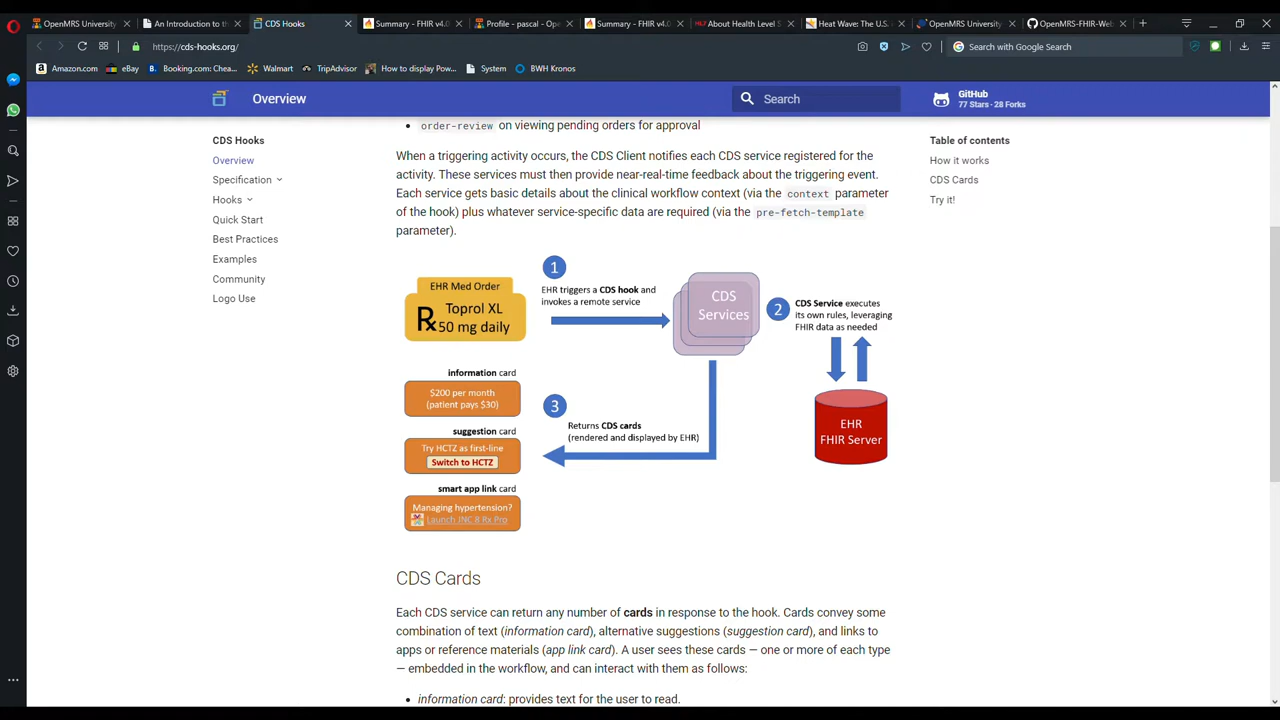 OpenMRS University
An Introduction to the
CDS Hooks
Summary - FHIR v4.0.
Profile - pascal - Ope
Summary - FHIR v4.0.
About Health Level S
Heat Wave: The U.S.
OpenMRS University
OpenMRS-FHIR-Web
https://cds-hooks.org/
Search with Google Search
Amazon.com
eBay
Booking.com: Chea...
Walmart
TripAdvisor
How to display Pow...
System
BWH Kronos
Overview
Search
GitHub
77 Stars · 28 Forks
CDS Hooks
Overview
Specification
Hooks
Quick Start
Best Practices
Examples
Community
Logo Use
• order-review on viewing pending orders for approval
When a triggering activity occurs, the CDS Client notifies each CDS service registered for the
activity. These services must then provide near-real-time feedback about the triggering event.
Each service gets basic details about the clinical workflow context (via the context parameter
of the hook) plus whatever service-specific data are required (via the pre-fetch-template
parameter).
EHR Med Order
Rx Toprol XL
50 mg daily
1
EHR triggers a CDS hook and
invokes a remote service
CDS
Services
2
CDS Service executes
its own rules, leveraging
FHIR data as needed
EHR
FHIR Server
3
Returns CDS cards
(rendered and displayed by EHR)
information card
$200 per month
(patient pays $30)
suggestion card
Try HCTZ as first-line
Switch to HCTZ
smart app link card
Managing hypertension?
Launch JNC 8 Rx Pro
CDS Cards
Each CDS service can return any number of cards in response to the hook. Cards convey some
combination of text (information card), alternative suggestions (suggestion card), and links to
apps or reference materials (app link card). A user sees these cards — one or more of each type
— embedded in the workflow, and can interact with them as follows:
• information card: provides text for the user to read.
Table of contents
How it works
CDS Cards
Try it!